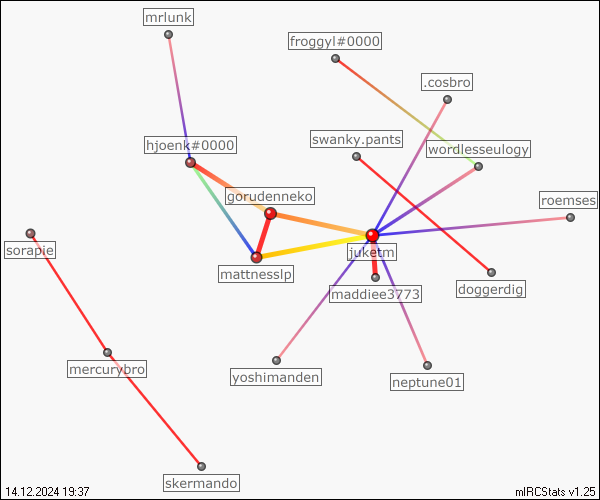 mrlunk
froggyl#0000
.cosbro
swanky.pants
wordlesseulogy
hjoenk#0000
gorudenneko
roemses
sorapie
juketm
mattnesslp
maddiee3773
doggerdig
mercurybro
yoshimanden
neptune01
skermando
14.12.2024 19:37
mIRCStats v1.25